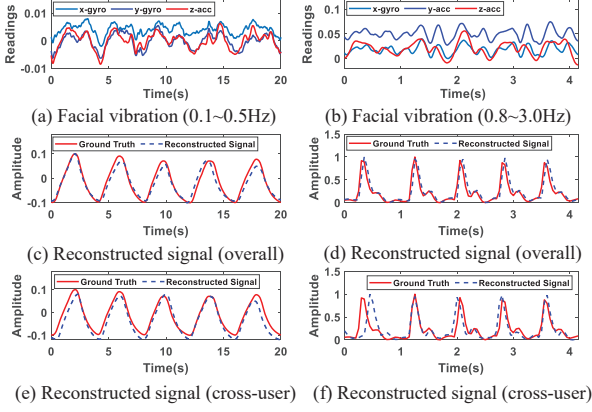 x-gyro y-gyro z-acc
Readings
0.01
-0.01
0 5 10 15 20
Time(s)
(a) Facial vibration (0.1~0.5Hz)
x-gyro y-acc z-acc
Readings
0.1
0.05
0
0 1 2 3 4
Time(s)
(b) Facial vibration (0.8~3.0Hz)
Ground Truth Reconstructed Signal
Amplitude
0.1
0
-0.1
0 5 10 15 20
Time(s)
(c) Reconstructed signal (overall)
Ground Truth Reconstructed Signal
Amplitude
1.5
1
0.5
0
0 1 2 3 4
Time(s)
(d) Reconstructed signal (overall)
Ground Truth Reconstructed Signal
Amplitude
0.1
0
-0.1
0 5 10 15 20
Time(s)
(e) Reconstructed signal (cross-user)
Ground Truth Reconstructed Signal
Amplitude
1.5
1
0.5
0
0 1 2 3 4
Time(s)
(f) Reconstructed signal (cross-user)